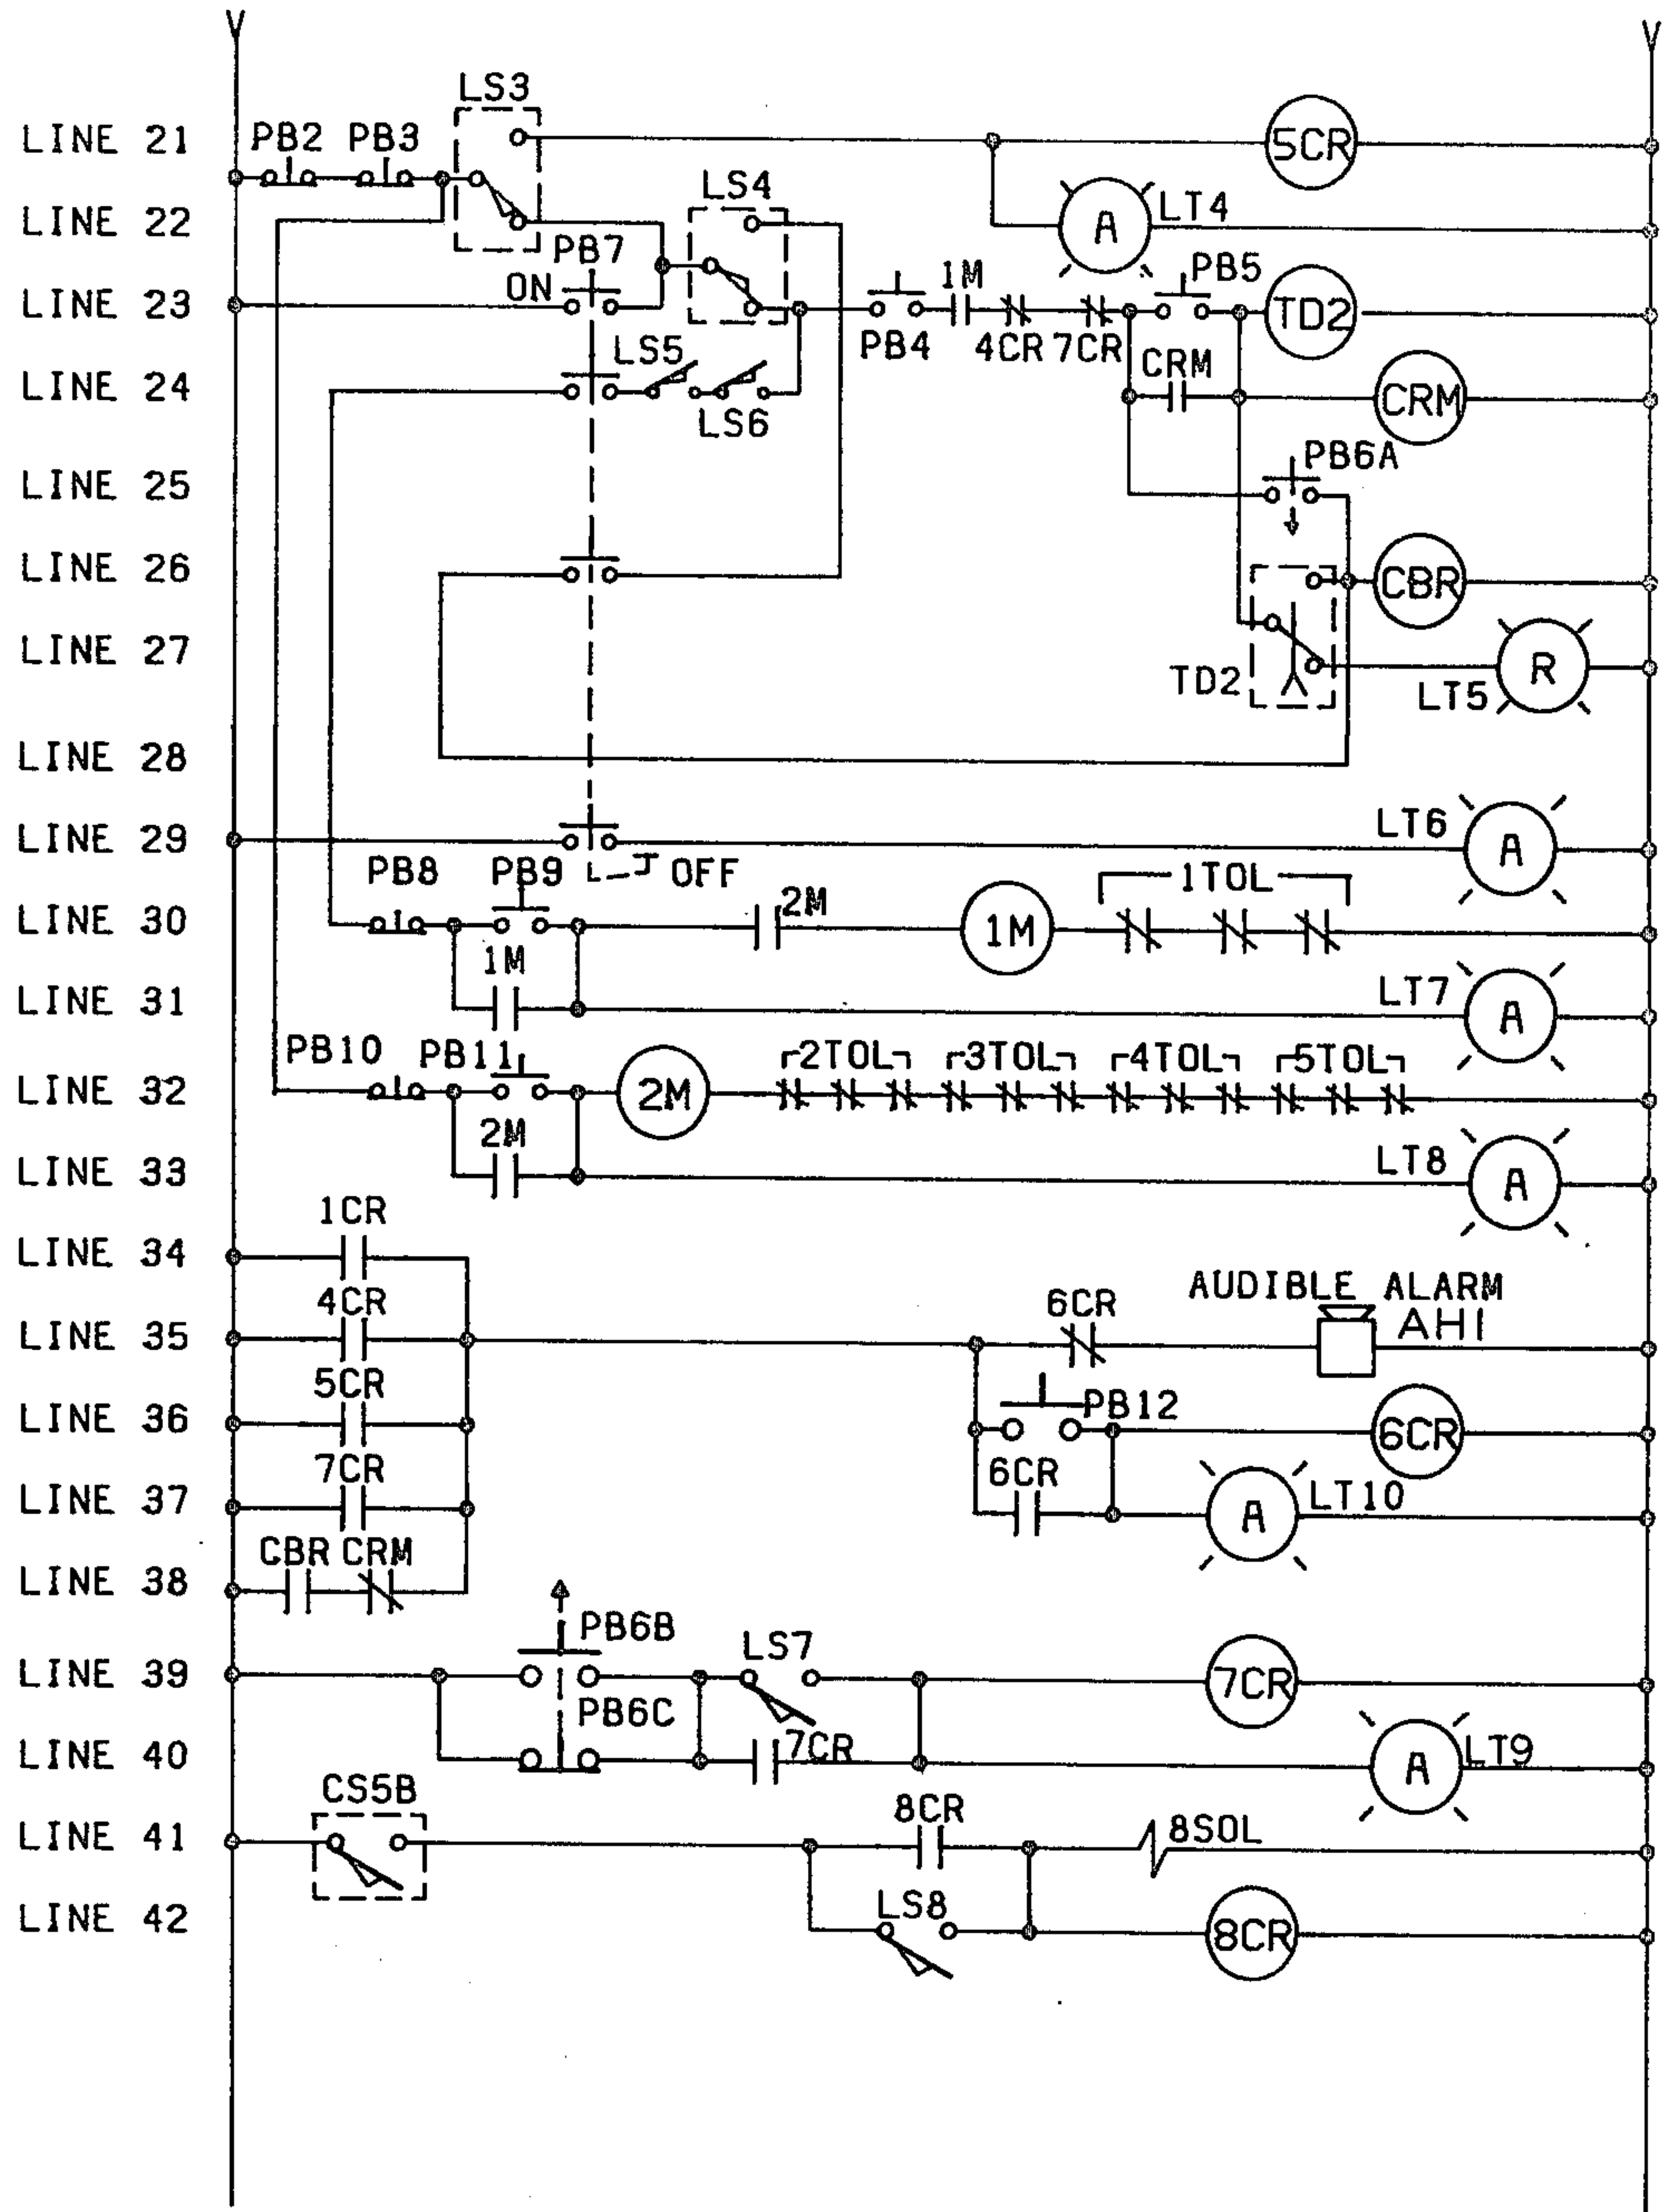 LS3
LINE 21 PB2 PB3 5CR
LINE 22 LS4 A LT4
PB7
LINE 23 ON 1M PB5 TD2
PB4 4CR 7CR
LS5 CRM
LINE 24 CRM
LS6
PB6A
LINE 25
LINE 26 CBR
LINE 27 TD2 R
LT5
LINE 28
LINE 29 LT6 A
OFF
PB8 PB9 1TOL
LINE 30 2M 1M
1M
LINE 31 LT7 A
PB10 PB11 2TOL 3TOL 4TOL 5TOL
LINE 32 2M
2M
LINE 33 LT8 A
1CR
LINE 34
4CR 6CR AUDIBLE ALARM
LINE 35 AH1
5CR
LINE 36 PB12 6CR
7CR 6CR
LINE 37 A LT10
CBR CRM
LINE 38
PB6B LS7
LINE 39 7CR
PB6C
LINE 40 7CR A LT9
CS5B 8CR
LINE 41 8SOL
LS8
LINE 42 8CR